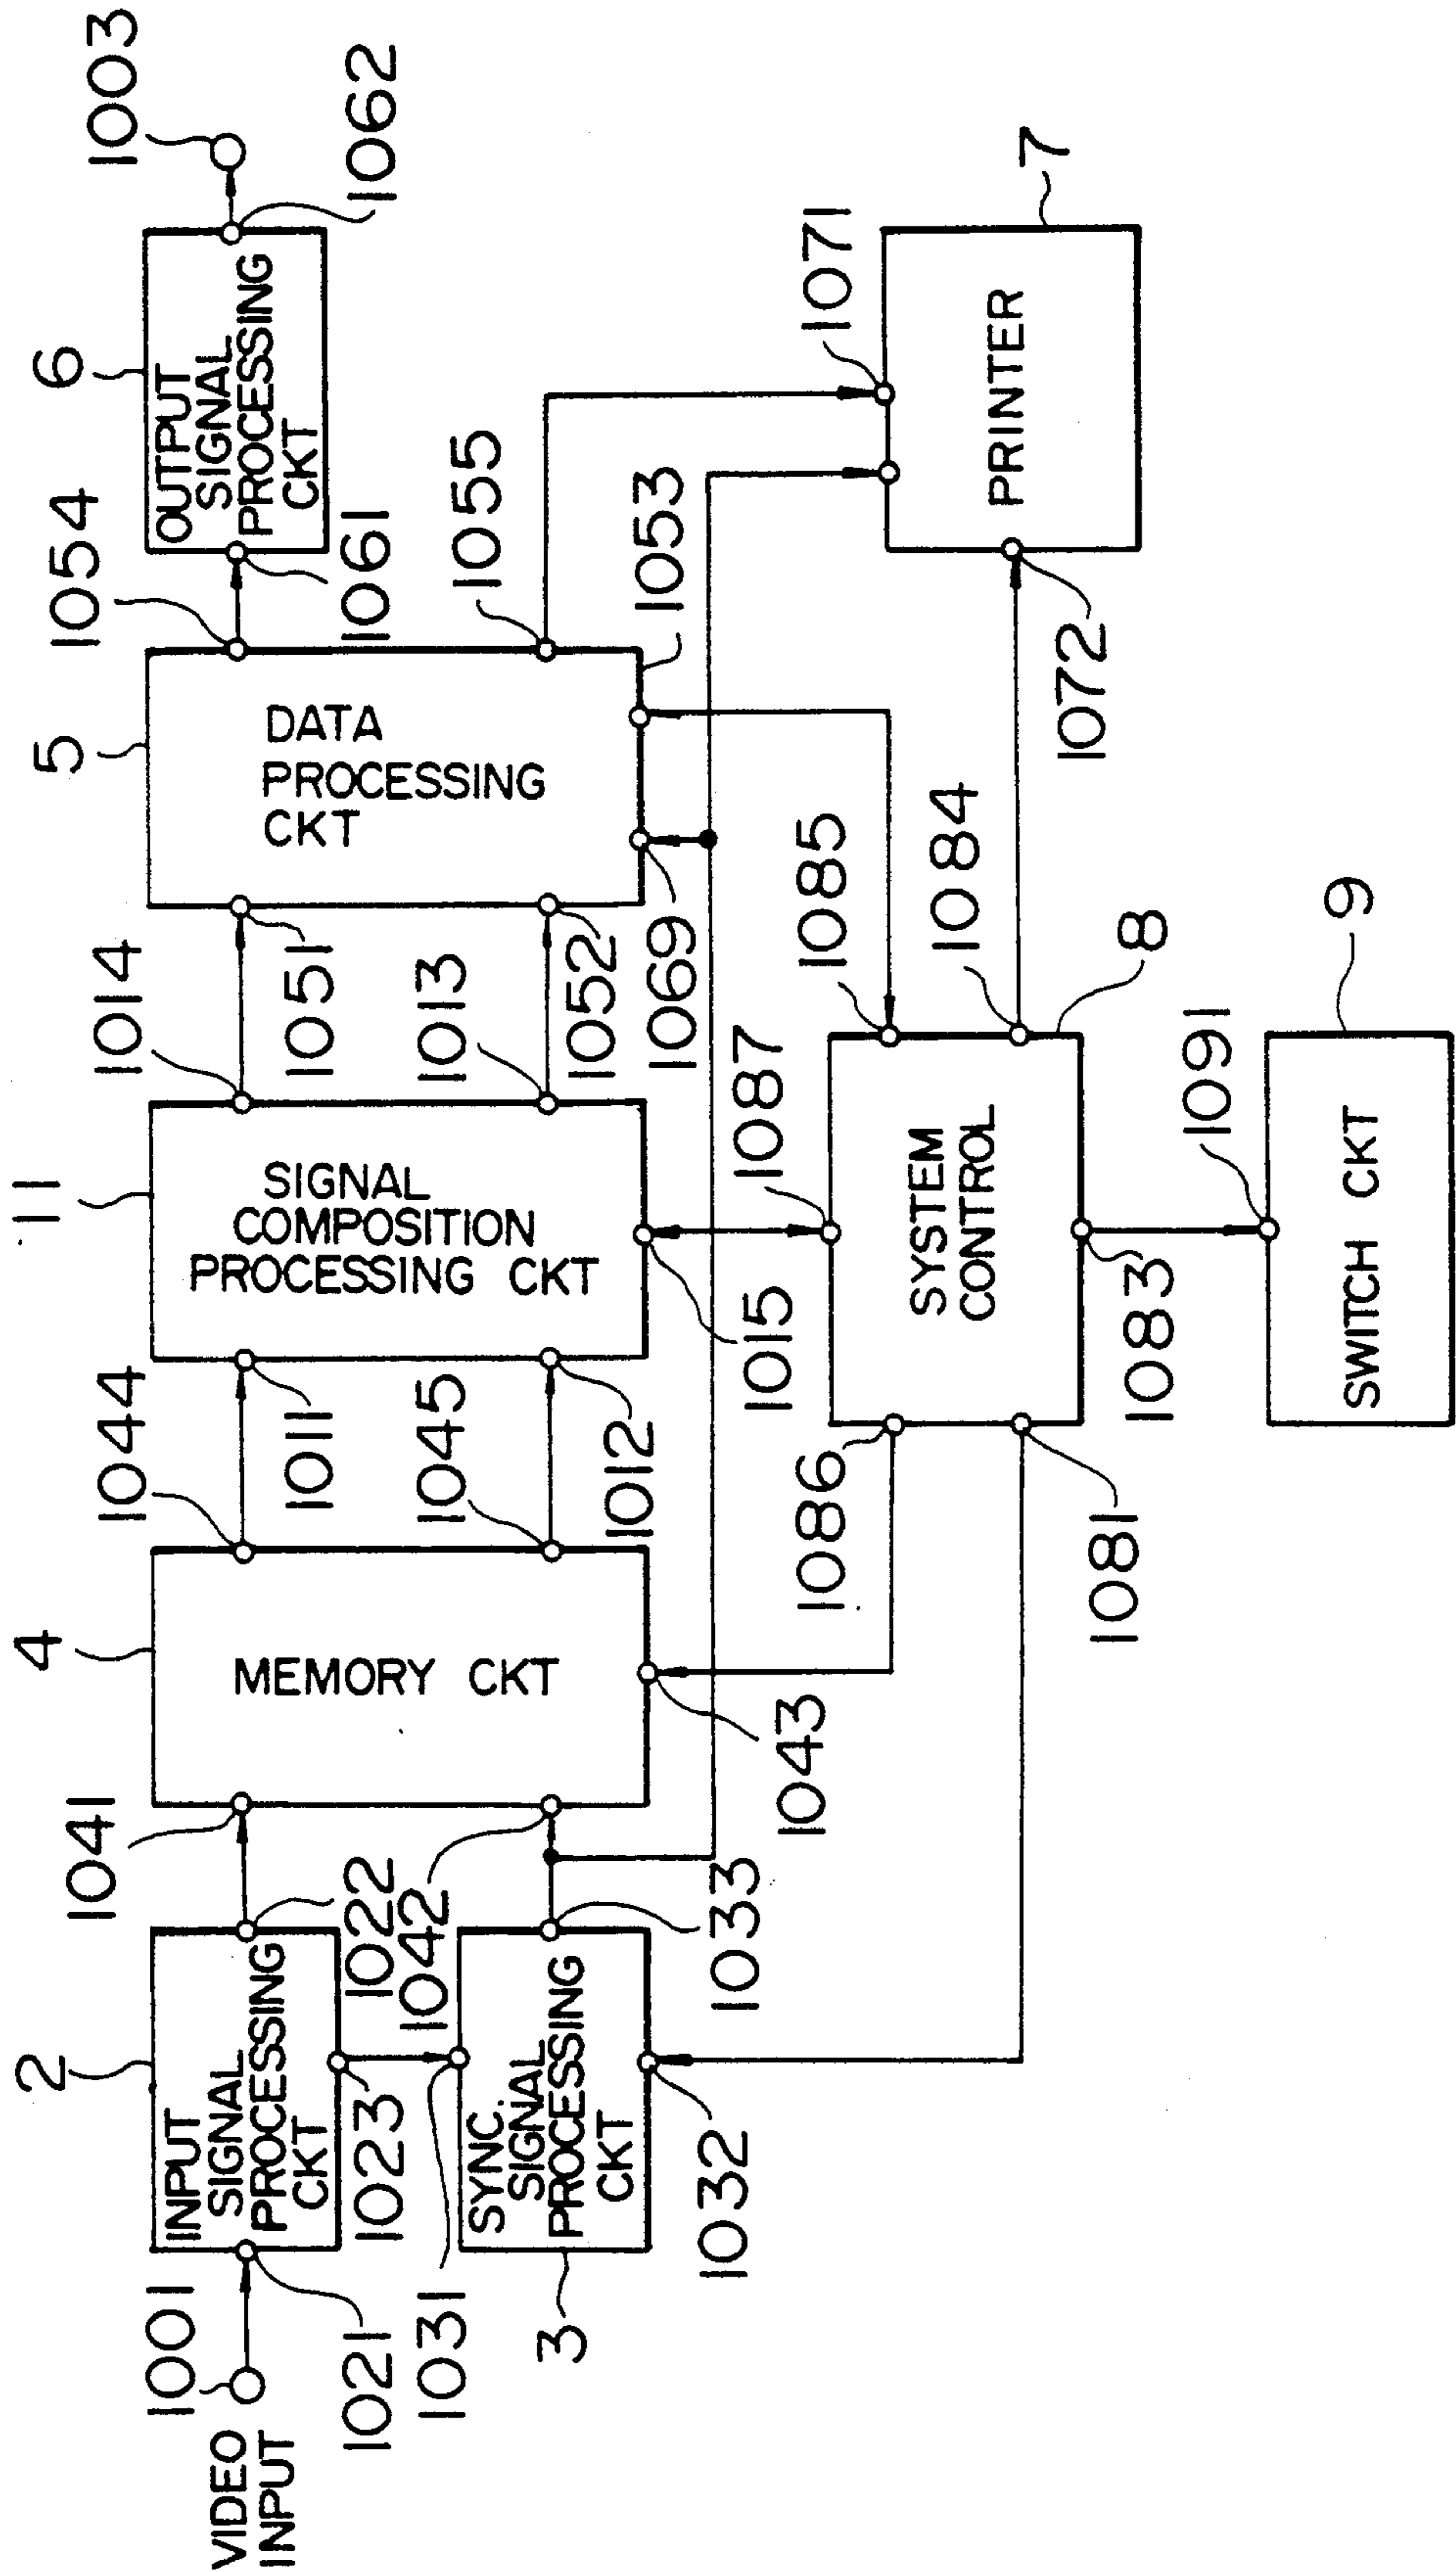 VIDEO
INPUT
1001
1021
2
INPUT
SIGNAL
PROCESSING
CKT
1022
1023
1031
3
SYNC.
SIGNAL
PROCESSING
CKT
1032
1033
1041
1042
4
MEMORY CKT
1043
1044
1045
1011
1012
11
SIGNAL
COMPOSITION
PROCESSING CKT
1014
1013
1015
1051
1052
5
DATA
PROCESSING
CKT
1069
1053
1054
1055
1061
6
OUTPUT
SIGNAL
PROCESSING
CKT
1062
1003
1071
7
PRINTER
1072
1087
1085
1084
8
SYSTEM
CONTROL
1086
1081
1083
1091
9
SWITCH CKT